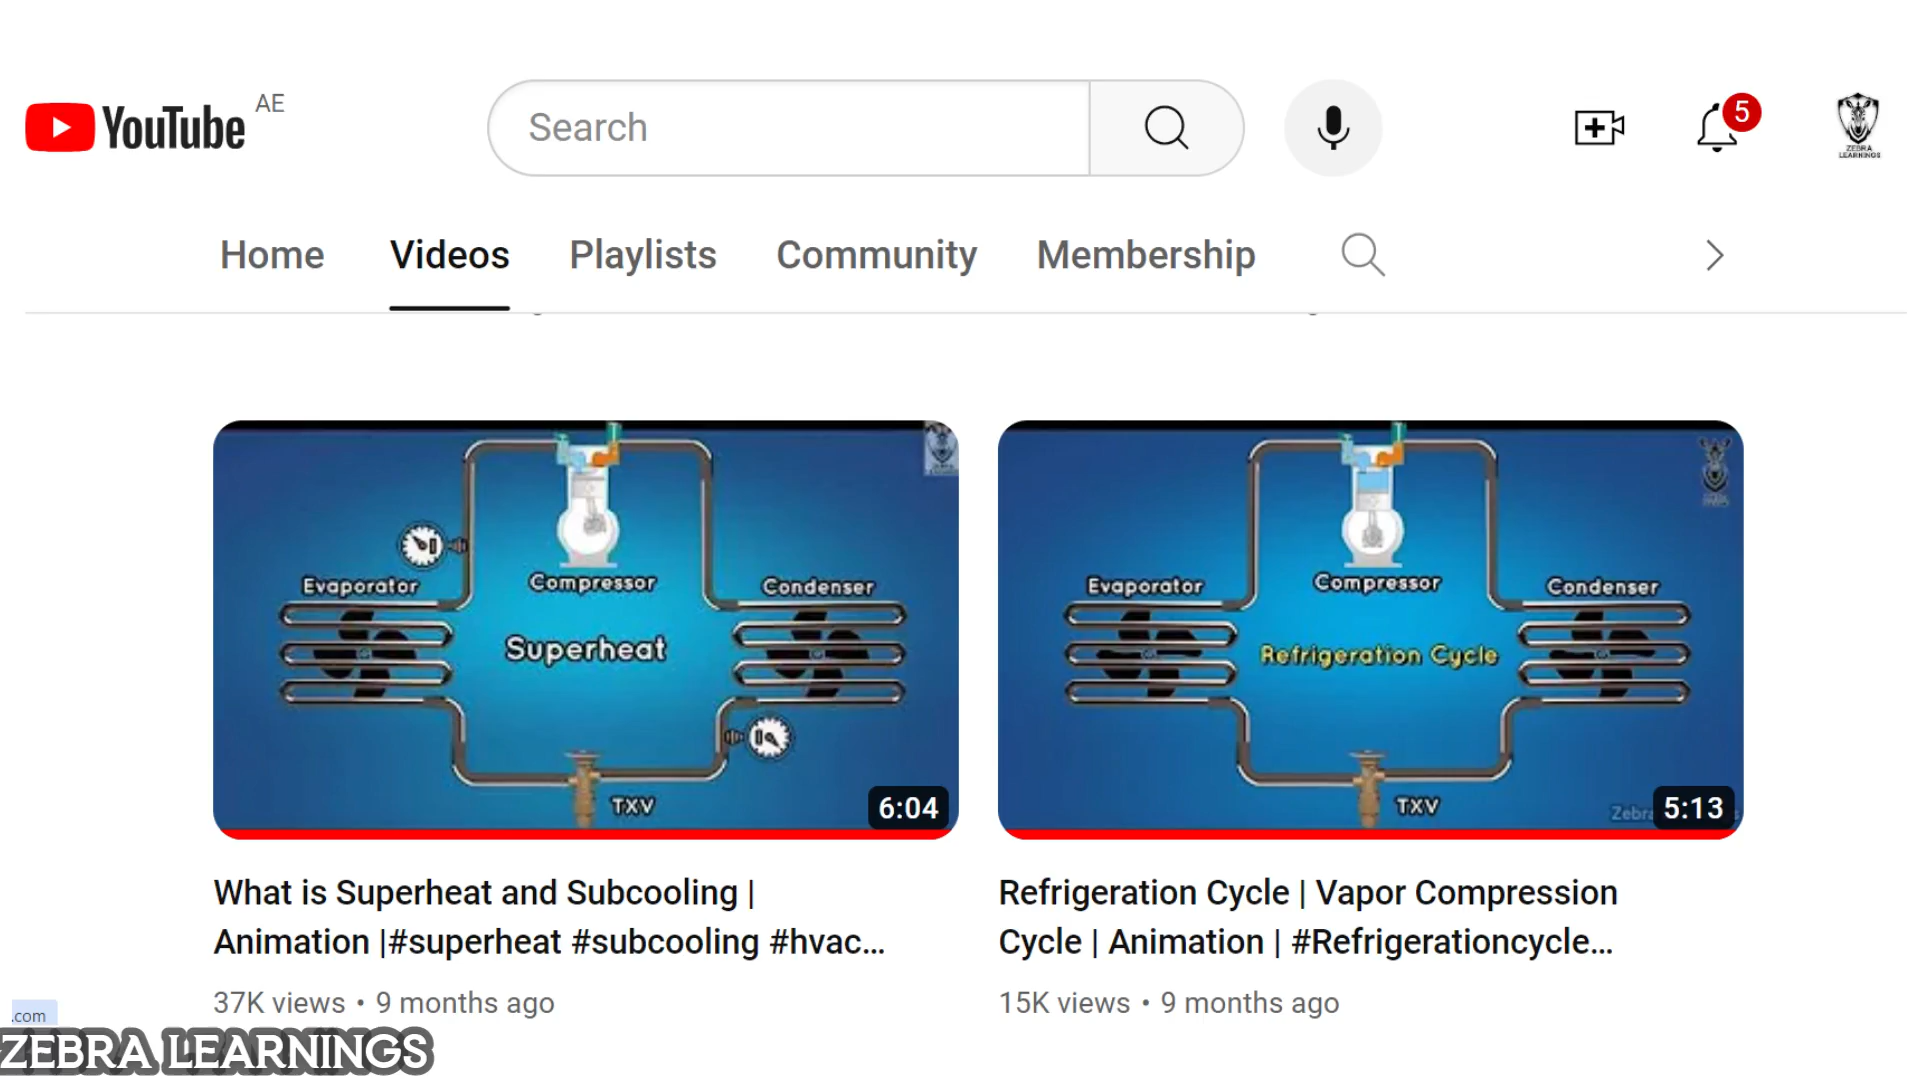 YouTube AE
Search
5
ZEBRA
LEARNINGS
Home Videos Playlists Community Membership
Evaporator
Compressor
Condenser
Superheat
TXV
6:04
Evaporator
Compressor
Condenser
Refrigeration Cycle
TXV
5:13
What is Superheat and Subcooling |
Animation |#superheat #subcooling #hvac...
37K views • 9 months ago
Refrigeration Cycle | Vapor Compression
Cycle | Animation | #Refrigerationcycle...
15K views • 9 months ago
.com
ZEBRA LEARNINGS